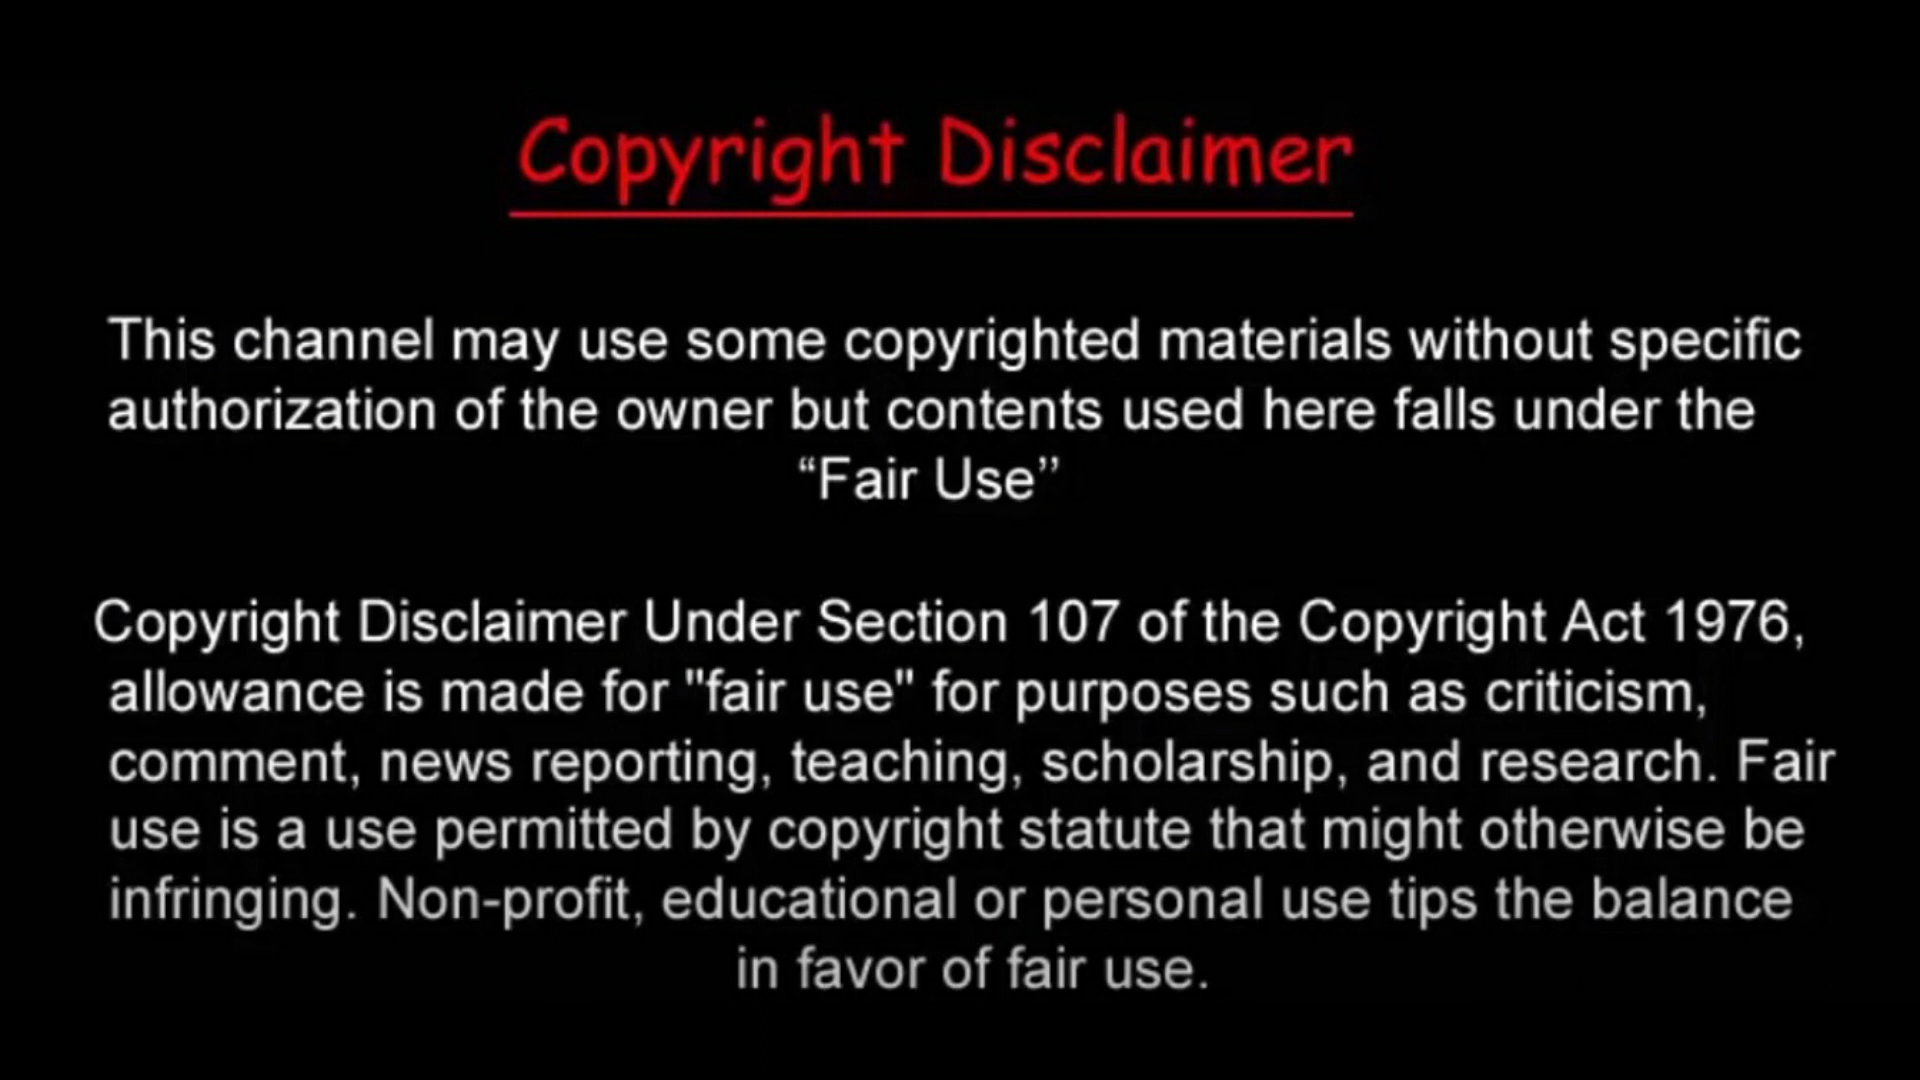 Copyright Disclaimer
This channel may use some copyrighted materials without specific
authorization of the owner but contents used here falls under the
“Fair Use”
Copyright Disclaimer Under Section 107 of the Copyright Act 1976,
allowance is made for "fair use" for purposes such as criticism,
comment, news reporting, teaching, scholarship, and research. Fair
use is a use permitted by copyright statute that might otherwise be
infringing. Non-profit, educational or personal use tips the balance
in favor of fair use.